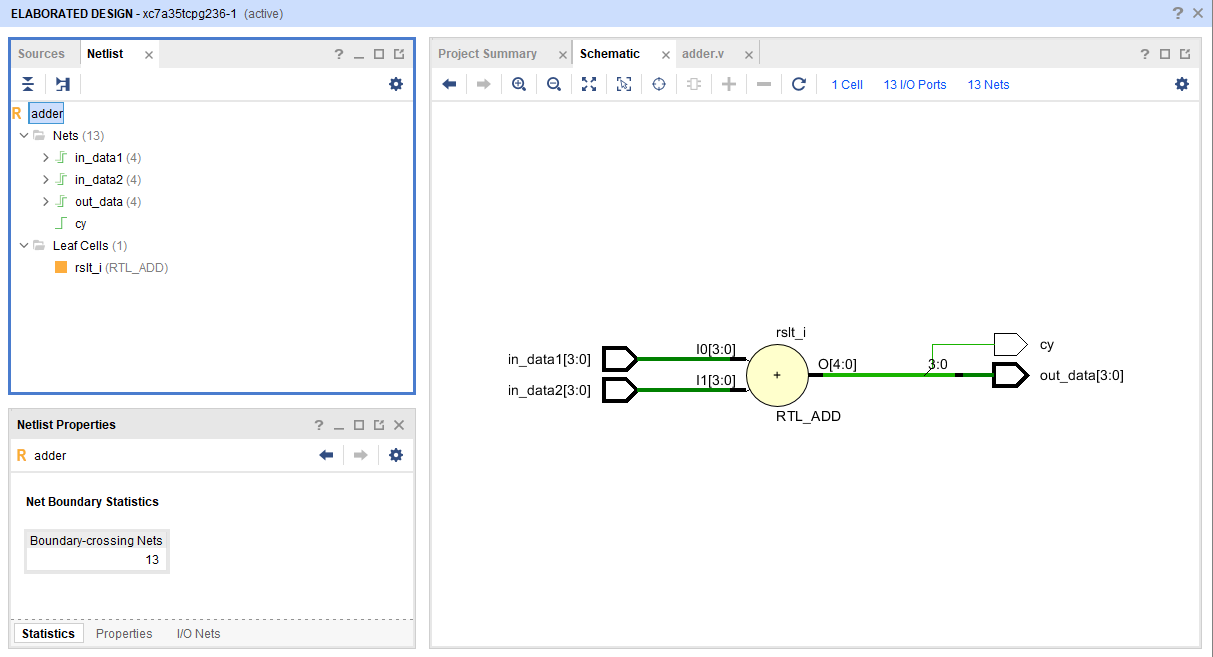 ELABORATED DESIGN - xc7a35tcpg236-1 (active)
Sources Netlist
R adder
Nets (13)
in_data1 (4)
in_data2 (4)
out_data (4)
cy
Leaf Cells (1)
rslt_i (RTL_ADD)
Netlist Properties
R adder
Net Boundary Statistics
Boundary-crossing Nets
13
Statistics Properties I/O Nets
Project Summary Schematic adder.v
1 Cell 13 I/O Ports 13 Nets
rslt_i
in_data1[3:0] I0[3:0]
in_data2[3:0] I1[3:0]
+
O[4:0] 3:0
cy
out_data[3:0]
RTL_ADD